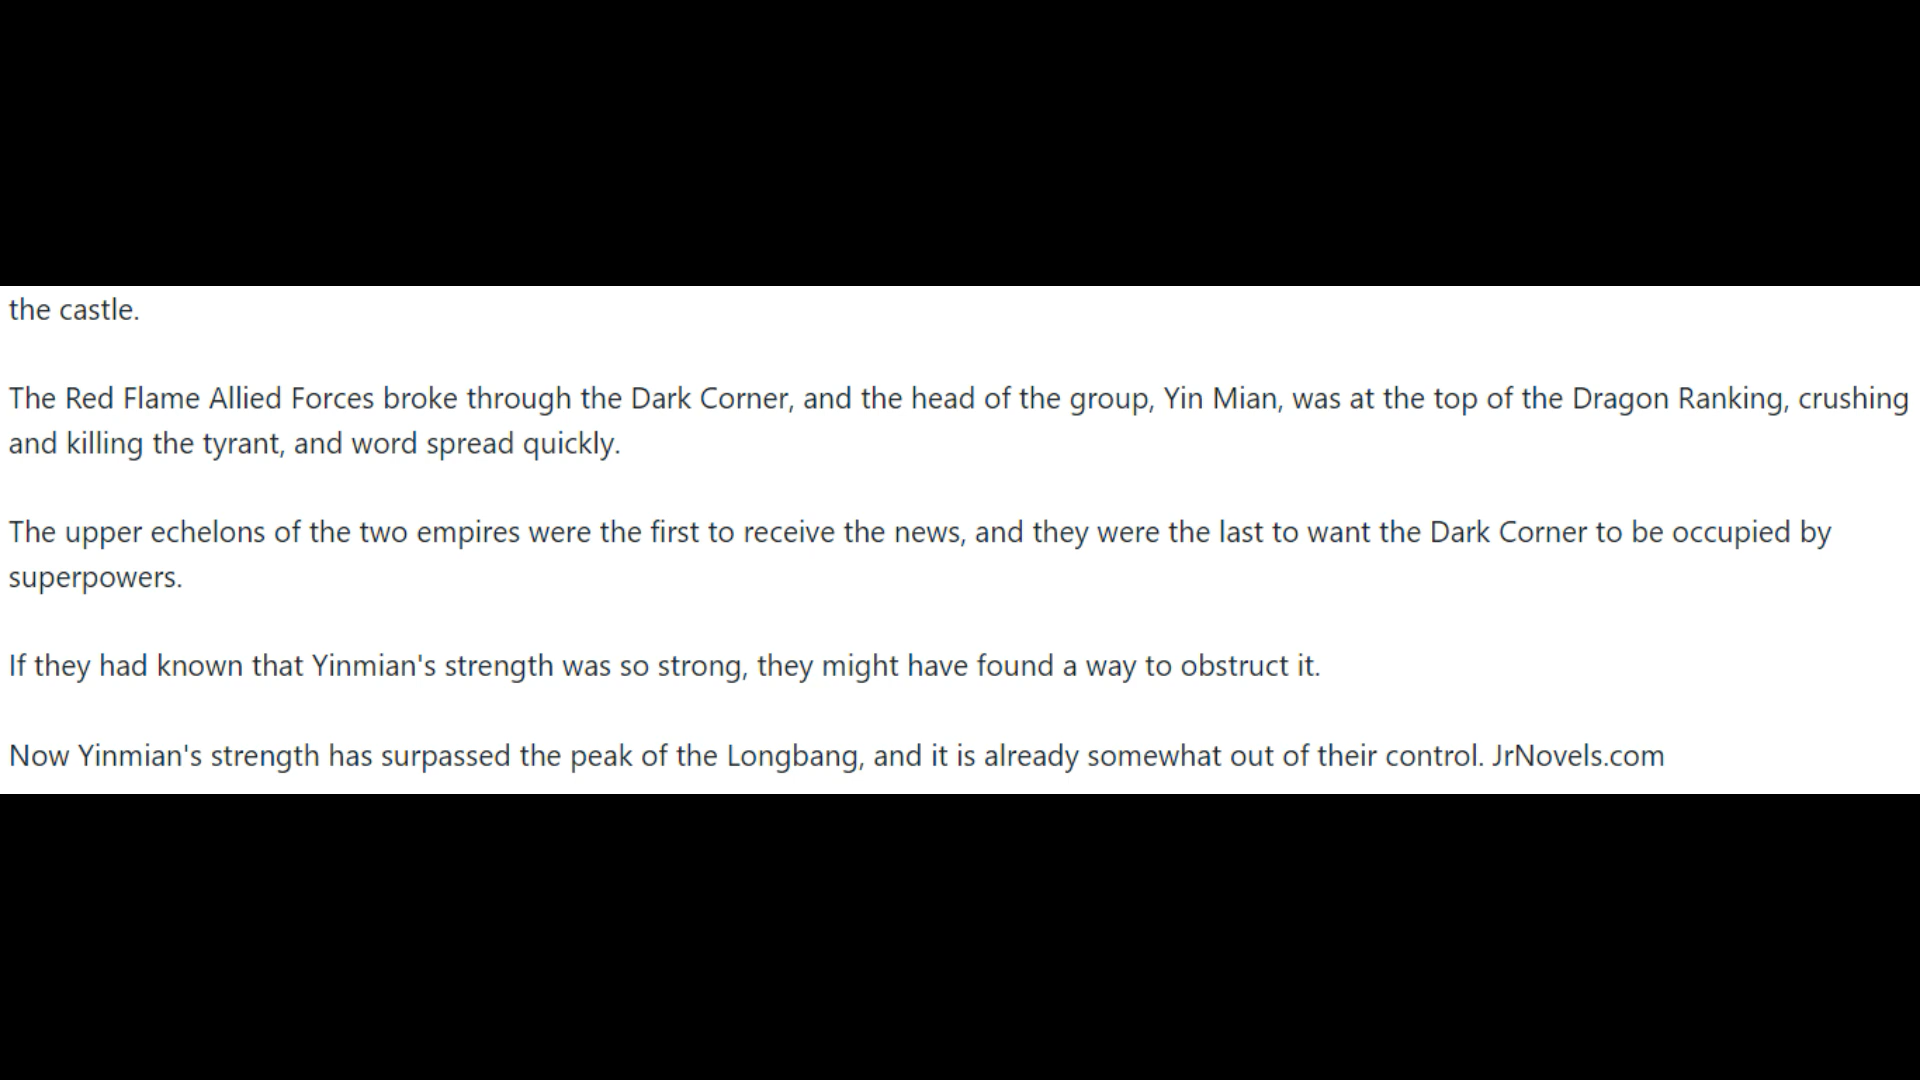 the castle.
The Red Flame Allied Forces broke through the Dark Corner, and the head of the group, Yin Mian, was at the top of the Dragon Ranking, crushing
and killing the tyrant, and word spread quickly.
The upper echelons of the two empires were the first to receive the news, and they were the last to want the Dark Corner to be occupied by
superpowers.
If they had known that Yinmian's strength was so strong, they might have found a way to obstruct it.
Now Yinmian's strength has surpassed the peak of the Longbang, and it is already somewhat out of their control. JrNovels.com